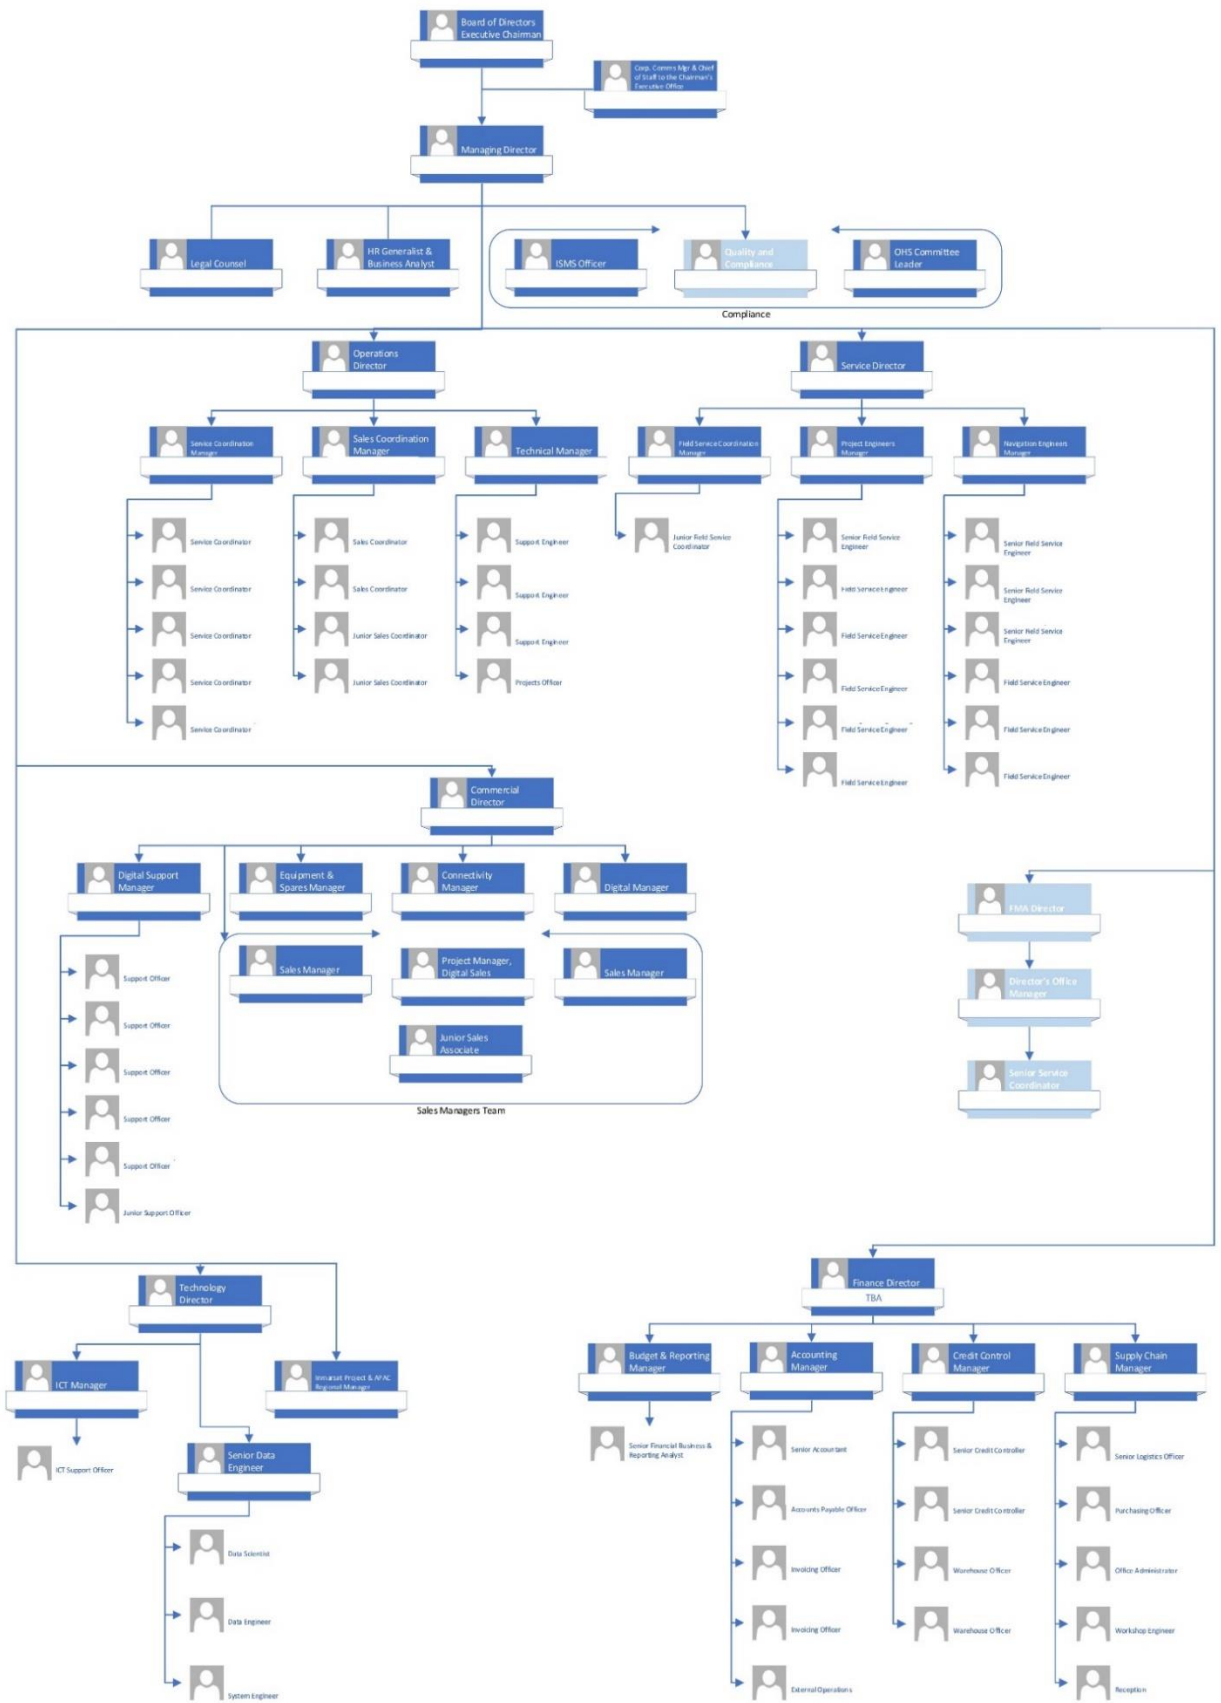 Board of Directors
Executive Chairman
Corp. Comms Mgr & Chief
of Staff to the Chairman's
Executive Office
Managing Director
Legal Counsel
HR Generalist &
Business Analyst
ISMS Officer
Quality and
Compliance
OHS Committee
Leader
Compliance
Operations
Director
Service Director
Service Coordination
Manager
Sales Coordination
Manager
Technical Manager
Field Service Coordination
Manager
Project Engineers
Manager
Navigation Engineers
Manager
Service Coordinator
Service Coordinator
Service Coordinator
Service Coordinator
Service Coordinator
Sales Coordinator
Sales Coordinator
Junior Sales Coordinator
Junior Sales Coordinator
Support Engineer
Support Engineer
Support Engineer
Projects Officer
Junior Field Service
Coordinator
Senior Field Service
Engineer
Field Service Engineer
Field Service Engineer
Field Service Engineer
Field Service Engineer
Field Service Engineer
Senior Field Service
Engineer
Senior Field Service
Engineer
Senior Field Service
Engineer
Field Service Engineer
Field Service Engineer
Field Service Engineer
Commercial
Director
Digital Support
Manager
Equipment &
Spares Manager
Connectivity
Manager
Digital Manager
Sales Manager
Project Manager,
Digital Sales
Sales Manager
Junior Sales
Associate
Sales Managers Team
Support Officer
Support Officer
Support Officer
Support Officer
Support Officer
Junior Support Officer
FMA Director
Director's Office
Manager
Senior Service
Coordinator
Technology
Director
ICT Manager
Inmarsat Project & APAC
Regional Manager
ICT Support Officer
Senior Data
Engineer
Data Scientist
Data Engineer
System Engineer
Finance Director
TBA
Budget & Reporting
Manager
Accounting
Manager
Credit Control
Manager
Supply Chain
Manager
Senior Financial Business &
Reporting Analyst
Senior Accountant
Accounts Payable Officer
Invoicing Officer
Invoicing Officer
External Operations
Senior Credit Controller
Senior Credit Controller
Warehouse Officer
Warehouse Officer
Senior Logistics Officer
Purchasing Officer
Office Administrator
Workshop Engineer
Reception